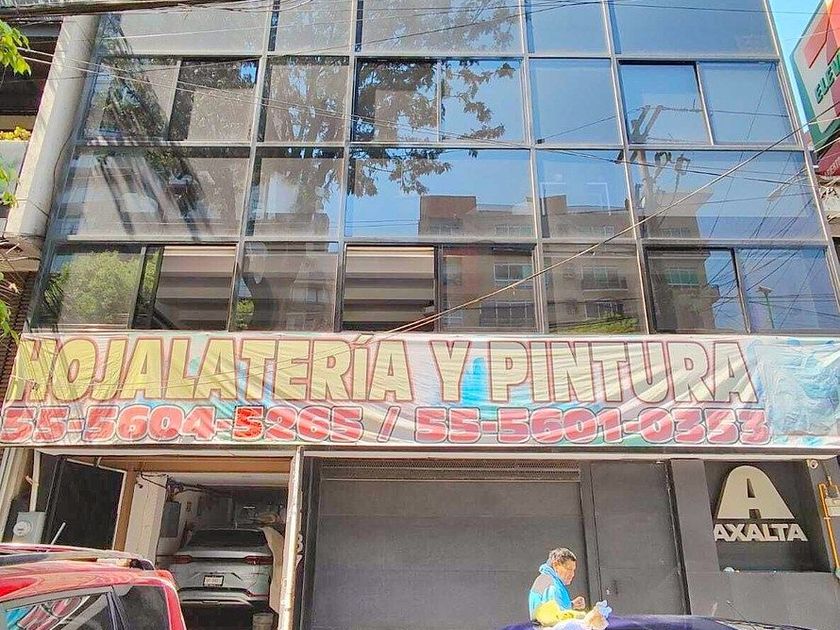 HOJALATERÍA Y PINTURA
55-5604-5265 / 55-5601-0353
AXALTA